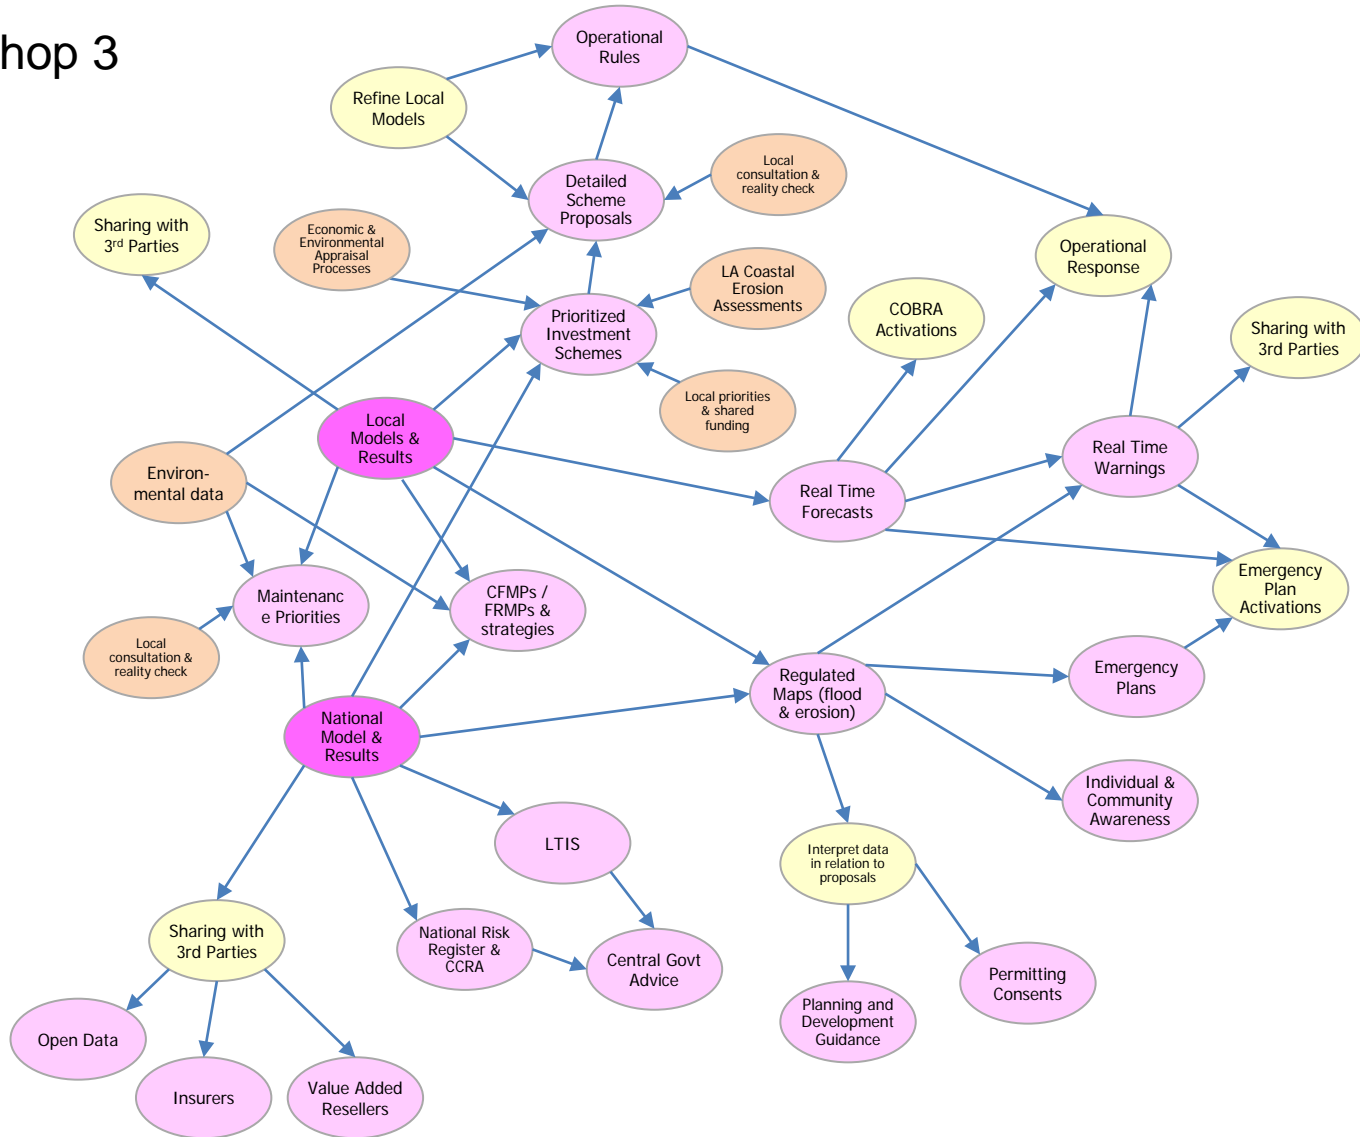 hop 3
Operational
Rules
Refine Local
Models
Local
consultation &
reality check
Detailed
Scheme
Proposals
Sharing with
3rd Parties
Economic &
Environmental
Appraisal
Processes
Operational
Response
LA Coastal
Erosion
Assessments
COBRA
Activations
Prioritized
Investment
Schemes
Sharing with
3rd Parties
Local priorities
& shared
funding
Local
Models &
Results
Real Time
Warnings
Environ-
mental data
Real Time
Forecasts
Emergency
Plan
Activations
Maintenanc
e Priorities
CFMPs /
FRMPs &
strategies
Local
consultation &
reality check
Emergency
Plans
Regulated
Maps (flood
& erosion)
National
Model &
Results
Individual &
Community
Awareness
LTIS
Interpret data
in relation to
proposals
Sharing with
3rd Parties
National Risk
Register &
CCRA
Central Govt
Advice
Permitting
Consents
Planning and
Development
Guidance
Open Data
Insurers
Value Added
Resellers